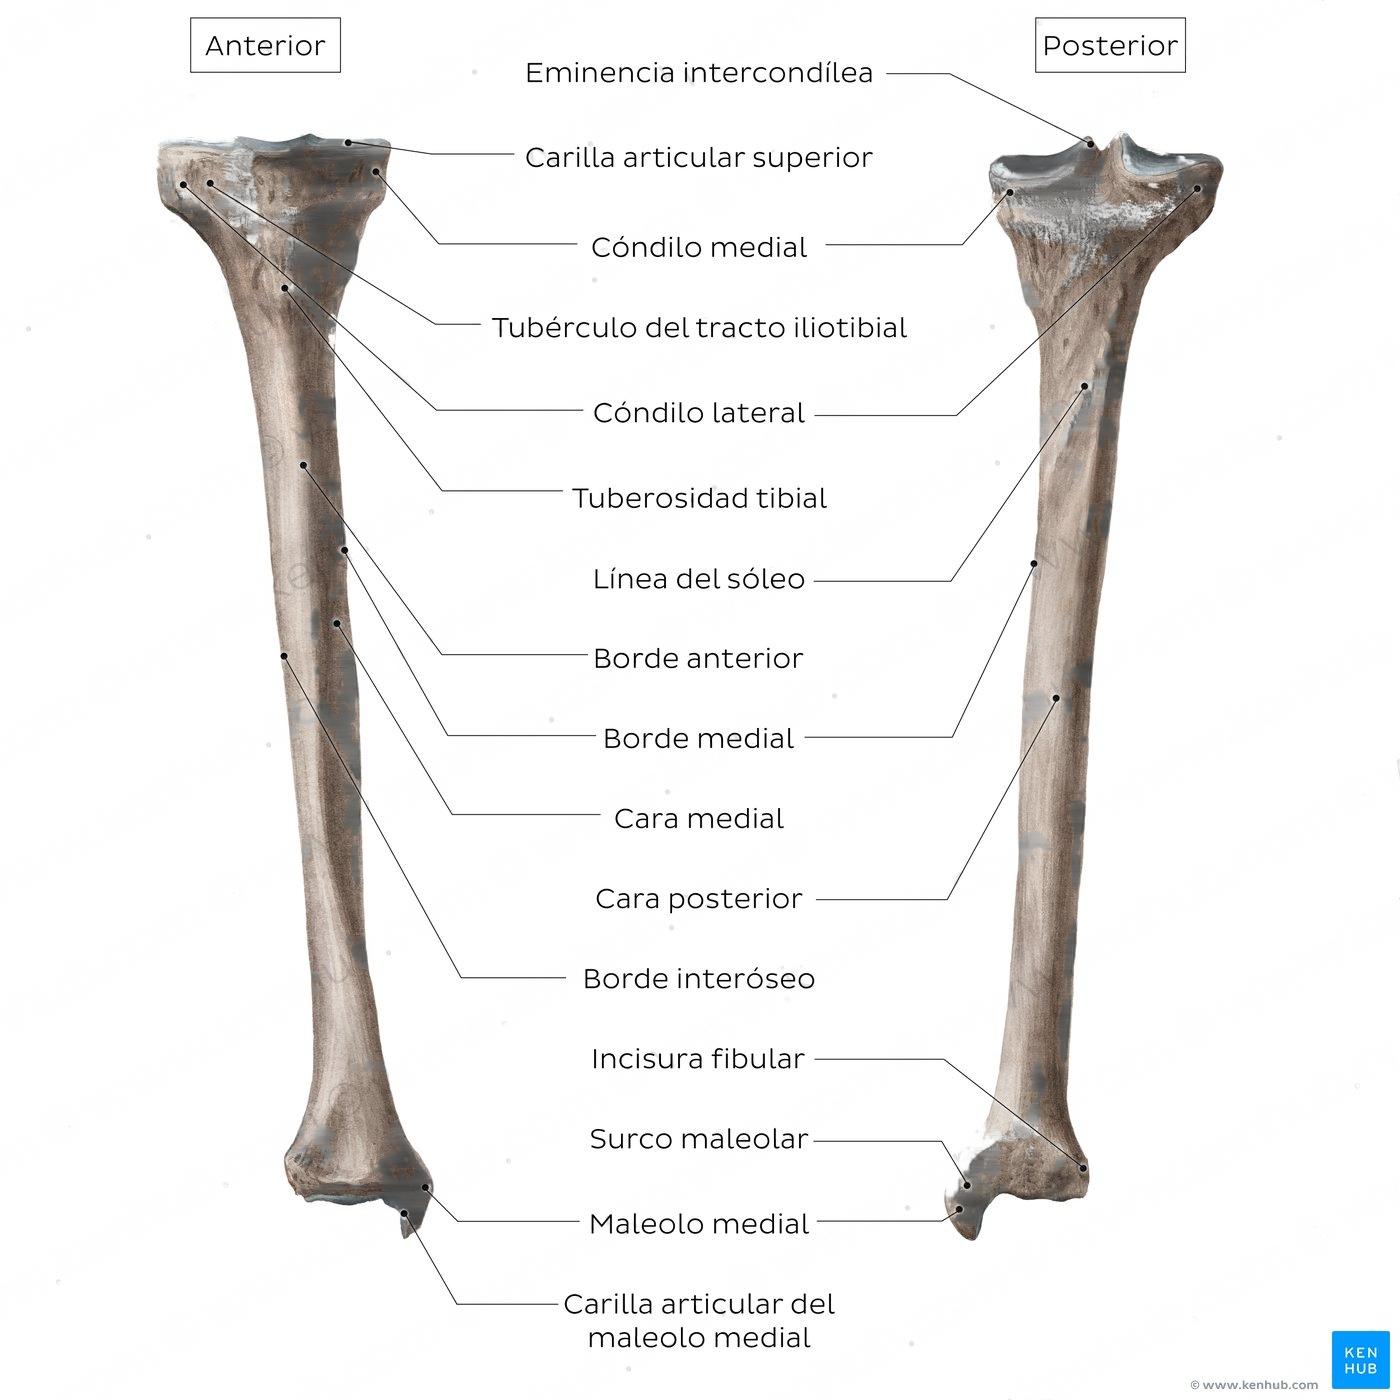 Anterior
Posterior
Eminencia intercondílea
Carilla articular superior
Cóndilo medial
Tubérculo del tracto iliotibial
Cóndilo lateral
Tuberosidad tibial
Línea del sóleo
Borde anterior
Borde medial
Cara medial
Cara posterior
Borde interóseo
Incisura fibular
Surco maleolar
Maleolo medial
Carilla articular del
maleolo medial
KEN
HUB
© www.kenhub.com